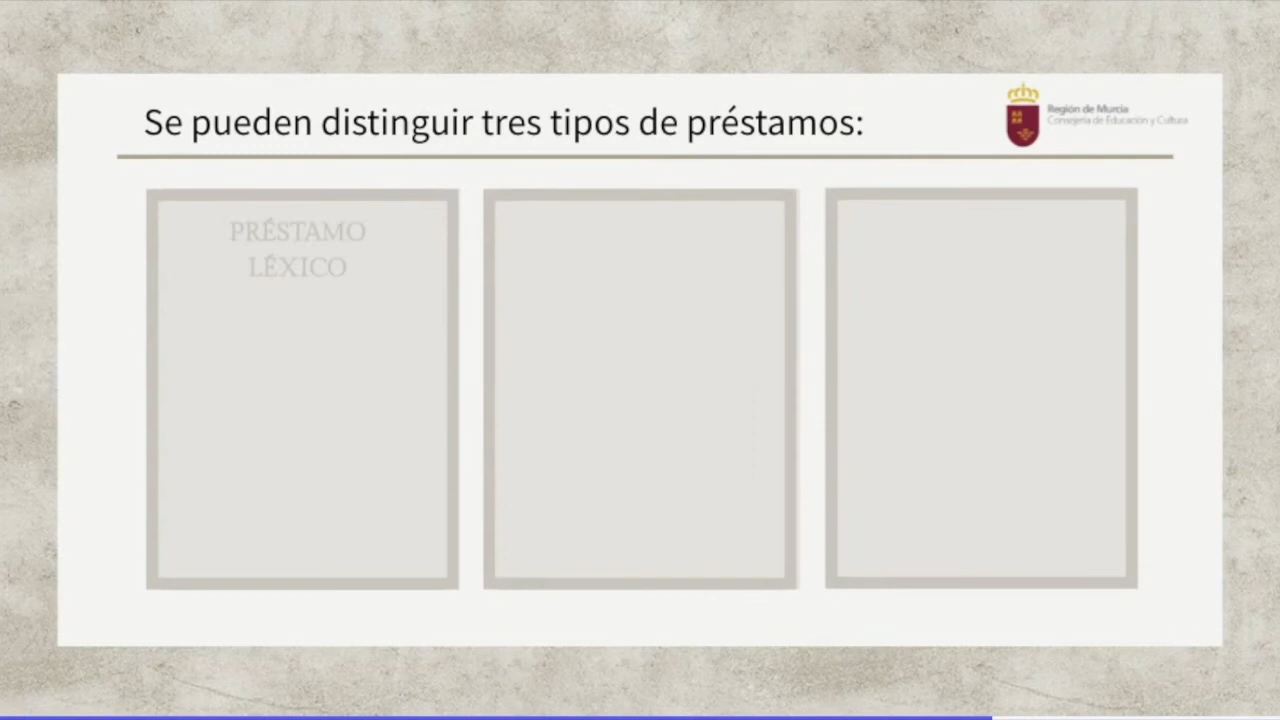 Se pueden distinguir tres tipos de préstamos:
Región de Murcia
Consejería de Educación y Cultura
PRÉSTAMO
LÉXICO